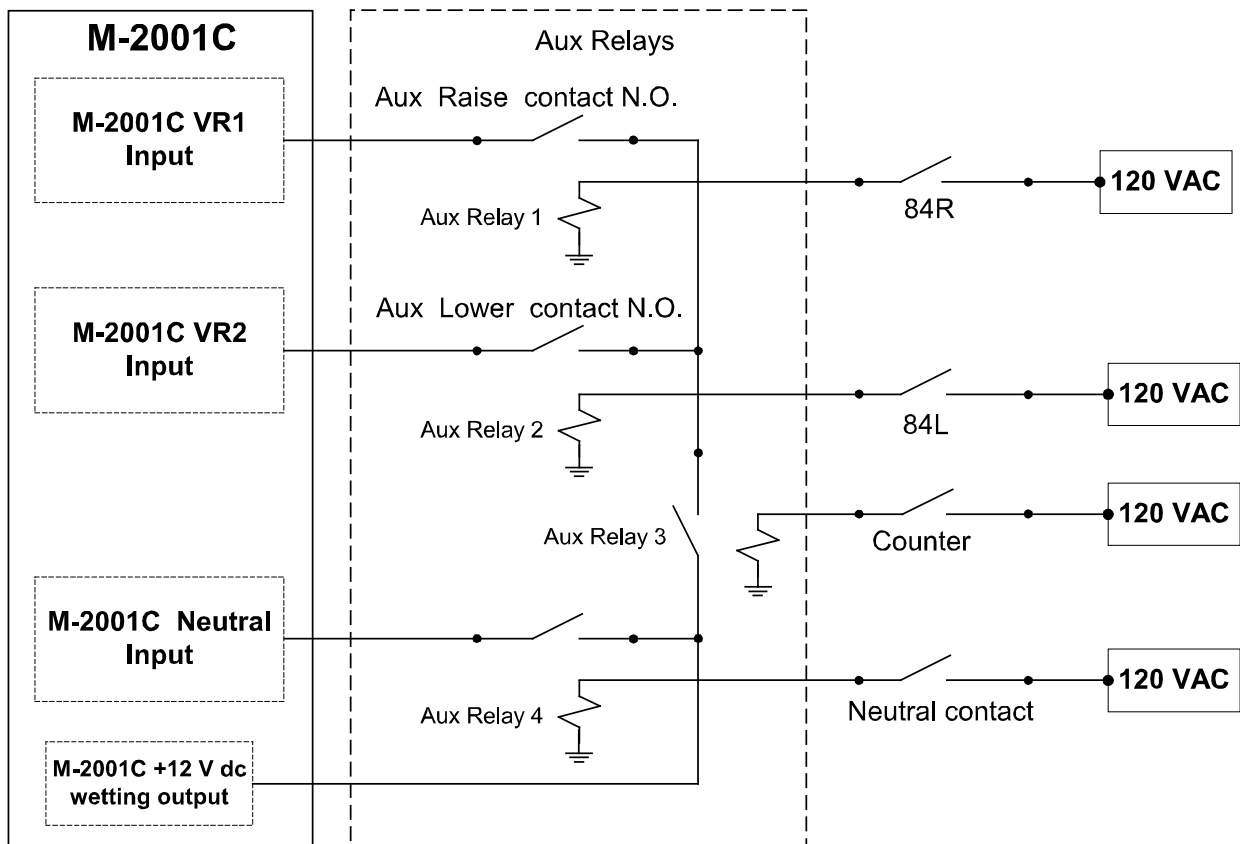 M-2001C
Aux Relays
Aux Raise contact N.O.
M-2001C VR1
Input
120 VAC
84R
Aux Relay 1
Aux Lower contact N.O.
M-2001C VR2
Input
120 VAC
84L
Aux Relay 2
120 VAC
Counter
Aux Relay 3
M-2001C Neutral
Input
120 VAC
Neutral contact
Aux Relay 4
M-2001C +12 V dc
wetting output